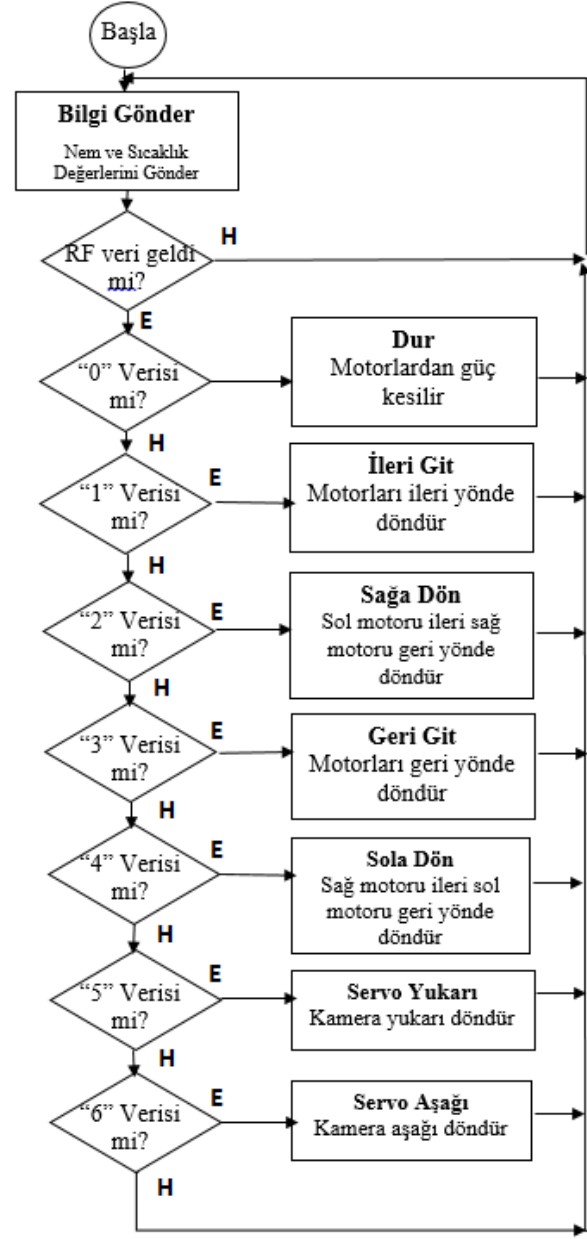 Başla
Bilgi Gönder
Nem ve Sıcaklık
Değerlerini Gönder
RF veri geldi
mi?
H
E
“0” Verisi
mi?
Dur
Motorlardan güç
kesilir
H
“1” Verisi
mi?
E
İleri Git
Motorları ileri yönde
döndür
H
“2” Verisi
mi?
E
Sağa Dön
Sol motoru ileri sağ
motoru geri yönde
döndür
H
“3” Verisi
mi?
E
Geri Git
Motorları geri yönde
döndür
H
“4” Verisi
mi?
E
Sola Dön
Sağ motoru ileri sol
motoru geri yönde
döndür
H
“5” Verisi
mi?
E
Servo Yukarı
Kamera yukarı döndür
H
“6” Verisi
mi?
E
Servo Aşağı
Kamera aşağı döndür
H